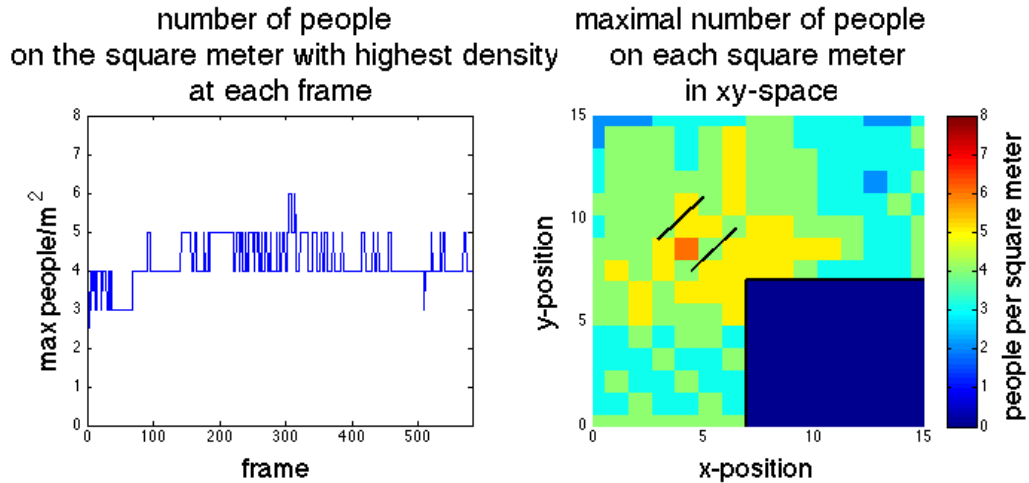 number of people
on the square meter with highest density
at each frame
8
7
6
5
4
3
2
1
0
0
100
200
300
400
500
max people/m²
frame
maximal number of people
on each square meter
in xy-space
15
10
5
0
0
5
10
15
y-position
x-position
8
7
6
5
4
3
2
1
0
people per square meter